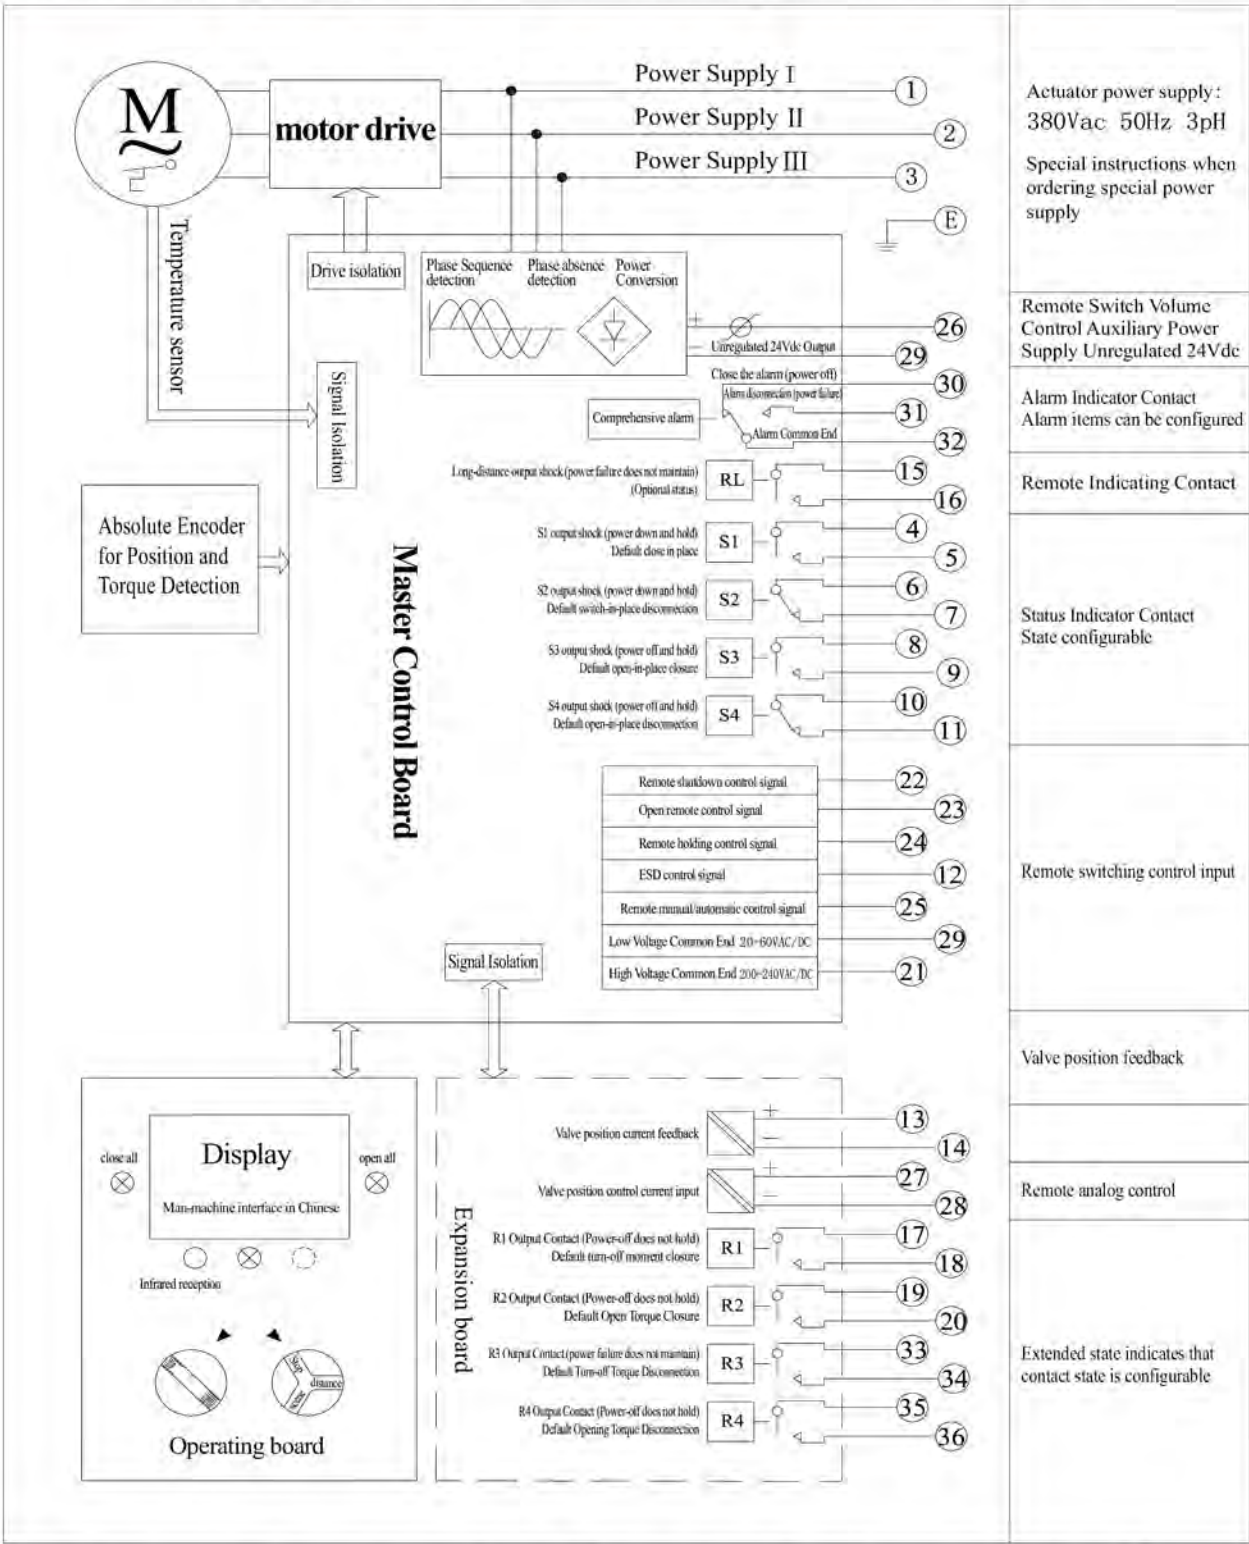 M
motor drive
Power Supply I
1
Power Supply II
2
Power Supply III
3
E
Actuator power supply:
380Vac 50Hz 3pH
Special instructions when
ordering special power
supply
Temperature sensor
Drive isolation
Phase Sequence
detection
Phase absence
detection
Power
Conversion
+
26
−
Unregulated 24Vdc Output
29
Remote Switch Volume
Control Auxiliary Power
Supply Unregulated 24Vdc
Signal Isolation
Close the alarm (power off)
30
Alarm disconnection (power failure)
31
Comprehensive alarm
Alarm Common End
32
Alarm Indicator Contact
Alarm items can be configured
Long-distance output shock (power failure does not maintain)
(Optional status)
RL
15
16
Remote Indicating Contact
Absolute Encoder
for Position and
Torque Detection
Master Control Board
S1 output shock (power down and hold)
Default close in place
S1
4
5
S2 output shock (power down and hold)
Default switch-in-place disconnection
S2
6
7
S3 output shock (power off and hold)
Default open-in-place closure
S3
8
9
S4 output shock (power off and hold)
Default open-in-place disconnection
S4
10
11
Status Indicator Contact
State configurable
Remote shutdown control signal
22
Open remote control signal
23
Remote holding control signal
24
ESD control signal
12
Remote manual/automatic control signal
25
Low Voltage Common End 20-60VAC/DC
29
High Voltage Common End 200-240VAC/DC
21
Remote switching control input
Signal Isolation
Valve position feedback
close all
Display
Man-machine interface in Chinese
open all
Infrared reception
Stop
distance
Operating board
Expansion board
Valve position current feedback
+
13
−
14
Valve position control current input
+
27
−
28
Remote analog control
R1 Output Contact (Power-off does not hold)
Default turn-off moment closure
R1
17
18
R2 Output Contact (Power-off does not hold)
Default Open Torque Closure
R2
19
20
R3 Output Contact (power failure does not maintain)
Default Turn-off Torque Disconnection
R3
33
34
R4 Output Contact (Power-off does not hold)
Default Opening Torque Disconnection
R4
35
36
Extended state indicates that
contact state is configurable